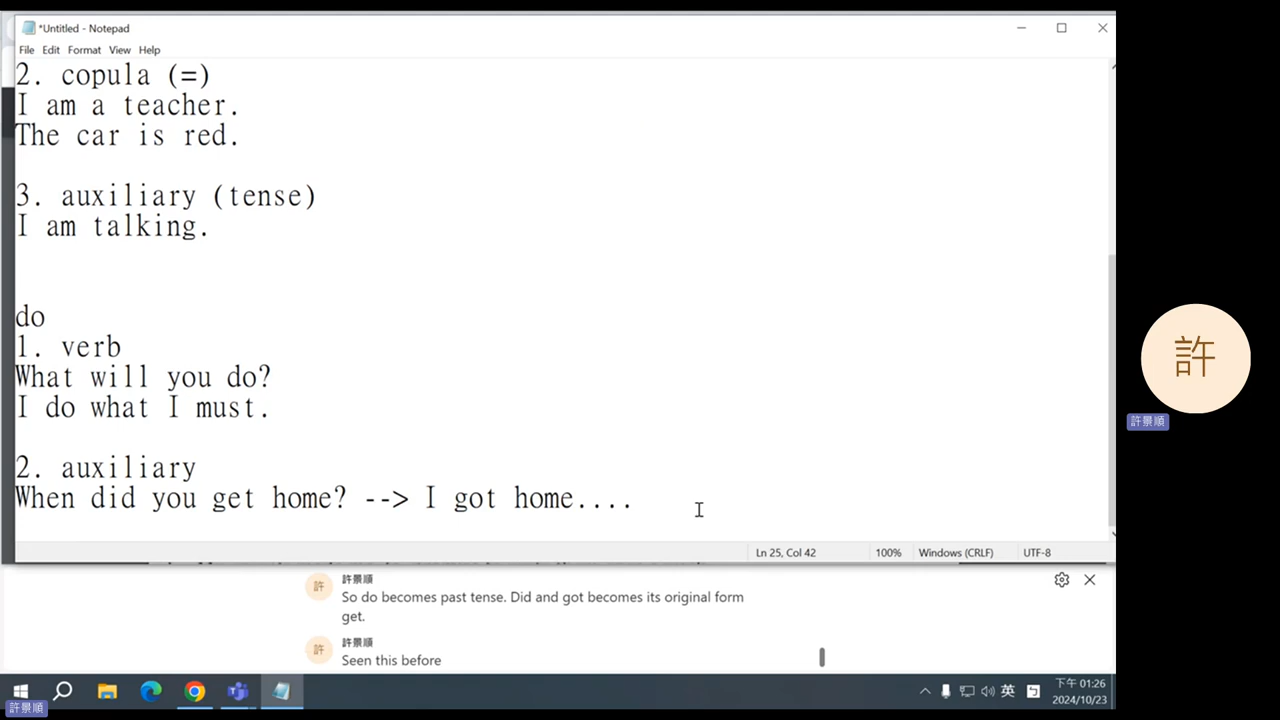 *Untitled - Notepad
File Edit Format View Help
2. copula (=)
I am a teacher.
The car is red.
3. auxiliary (tense)
I am talking.
do
1. verb
What will you do?
I do what I must.
2. auxiliary
When did you get home? --> I got home....
Ln 25, Col 42 100% Windows (CRLF) UTF-8
許
許景順
許
許景順
So do becomes past tense. Did and got becomes its original form
get.
許
許景順
Seen this before
英
下午 01:26
2024/10/23
許景順